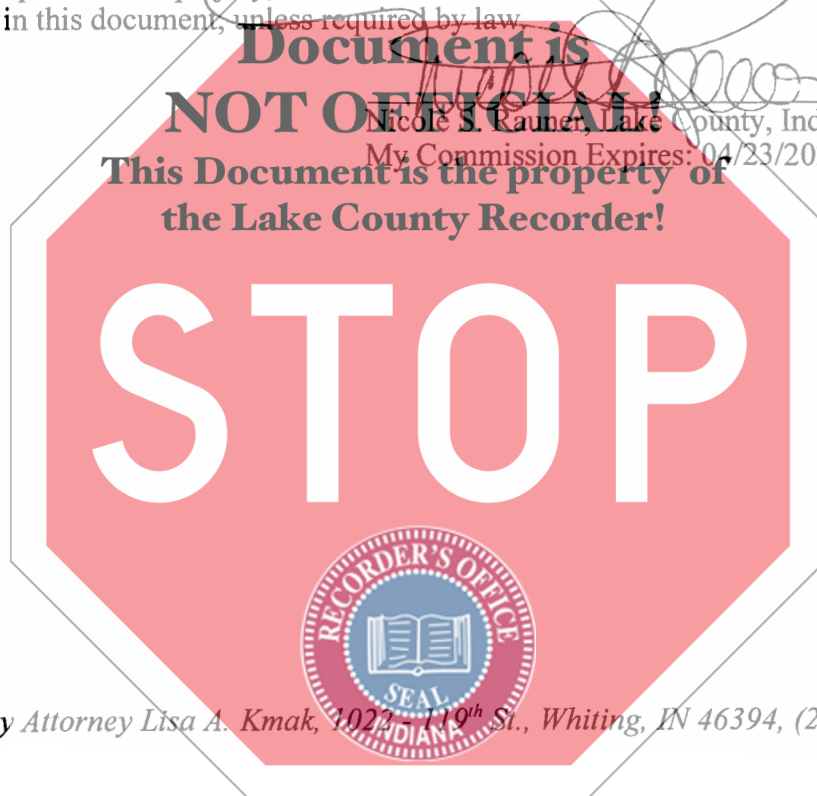 in this document, unless required by law.
Document is
NOT OFFICIAL!
Nicole S. Rauner, Lake County, Ind
My Commission Expires: 04/23/20
This Document is the property of
the Lake County Recorder!
STOP
RECORDER'S OFFICE
SEAL
INDIANA
y Attorney Lisa A. Kmak, 1022 - 119th St., Whiting, IN 46394, (2